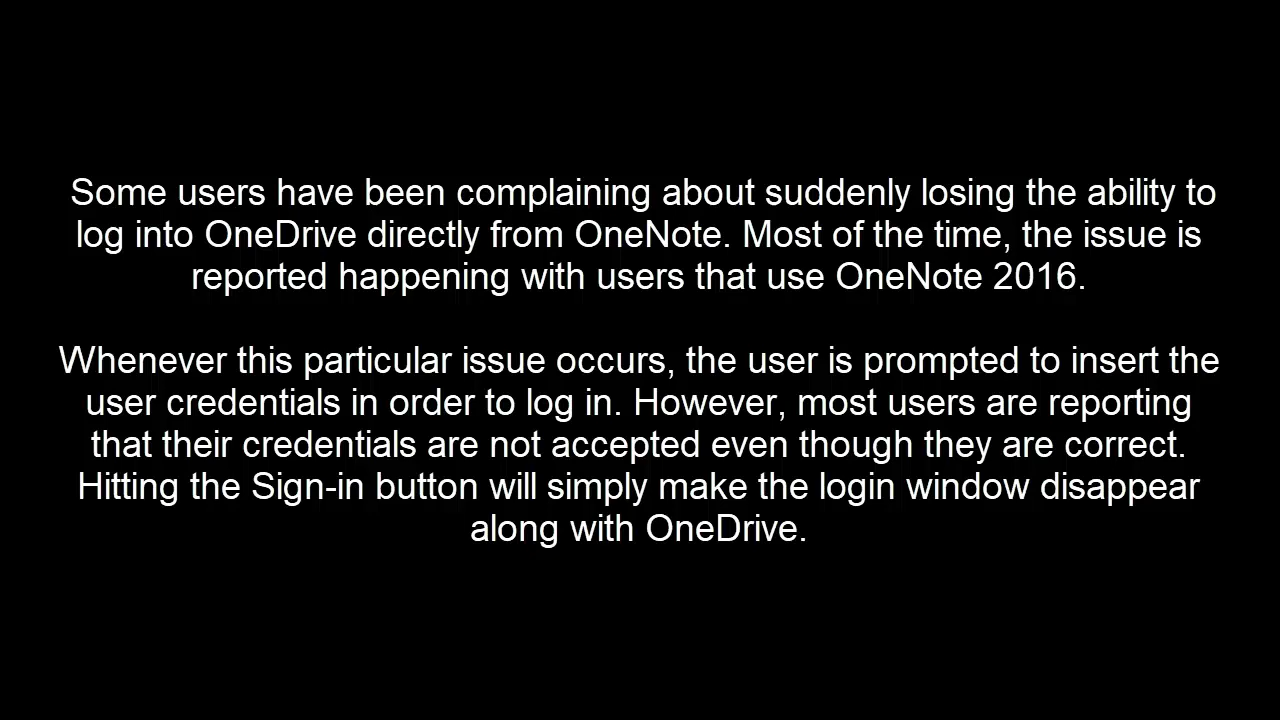 Some users have been complaining about suddenly losing the ability to
log into OneDrive directly from OneNote. Most of the time, the issue is
reported happening with users that use OneNote 2016.
Whenever this particular issue occurs, the user is prompted to insert the
user credentials in order to log in. However, most users are reporting
that their credentials are not accepted even though they are correct.
Hitting the Sign-in button will simply make the login window disappear
along with OneDrive.